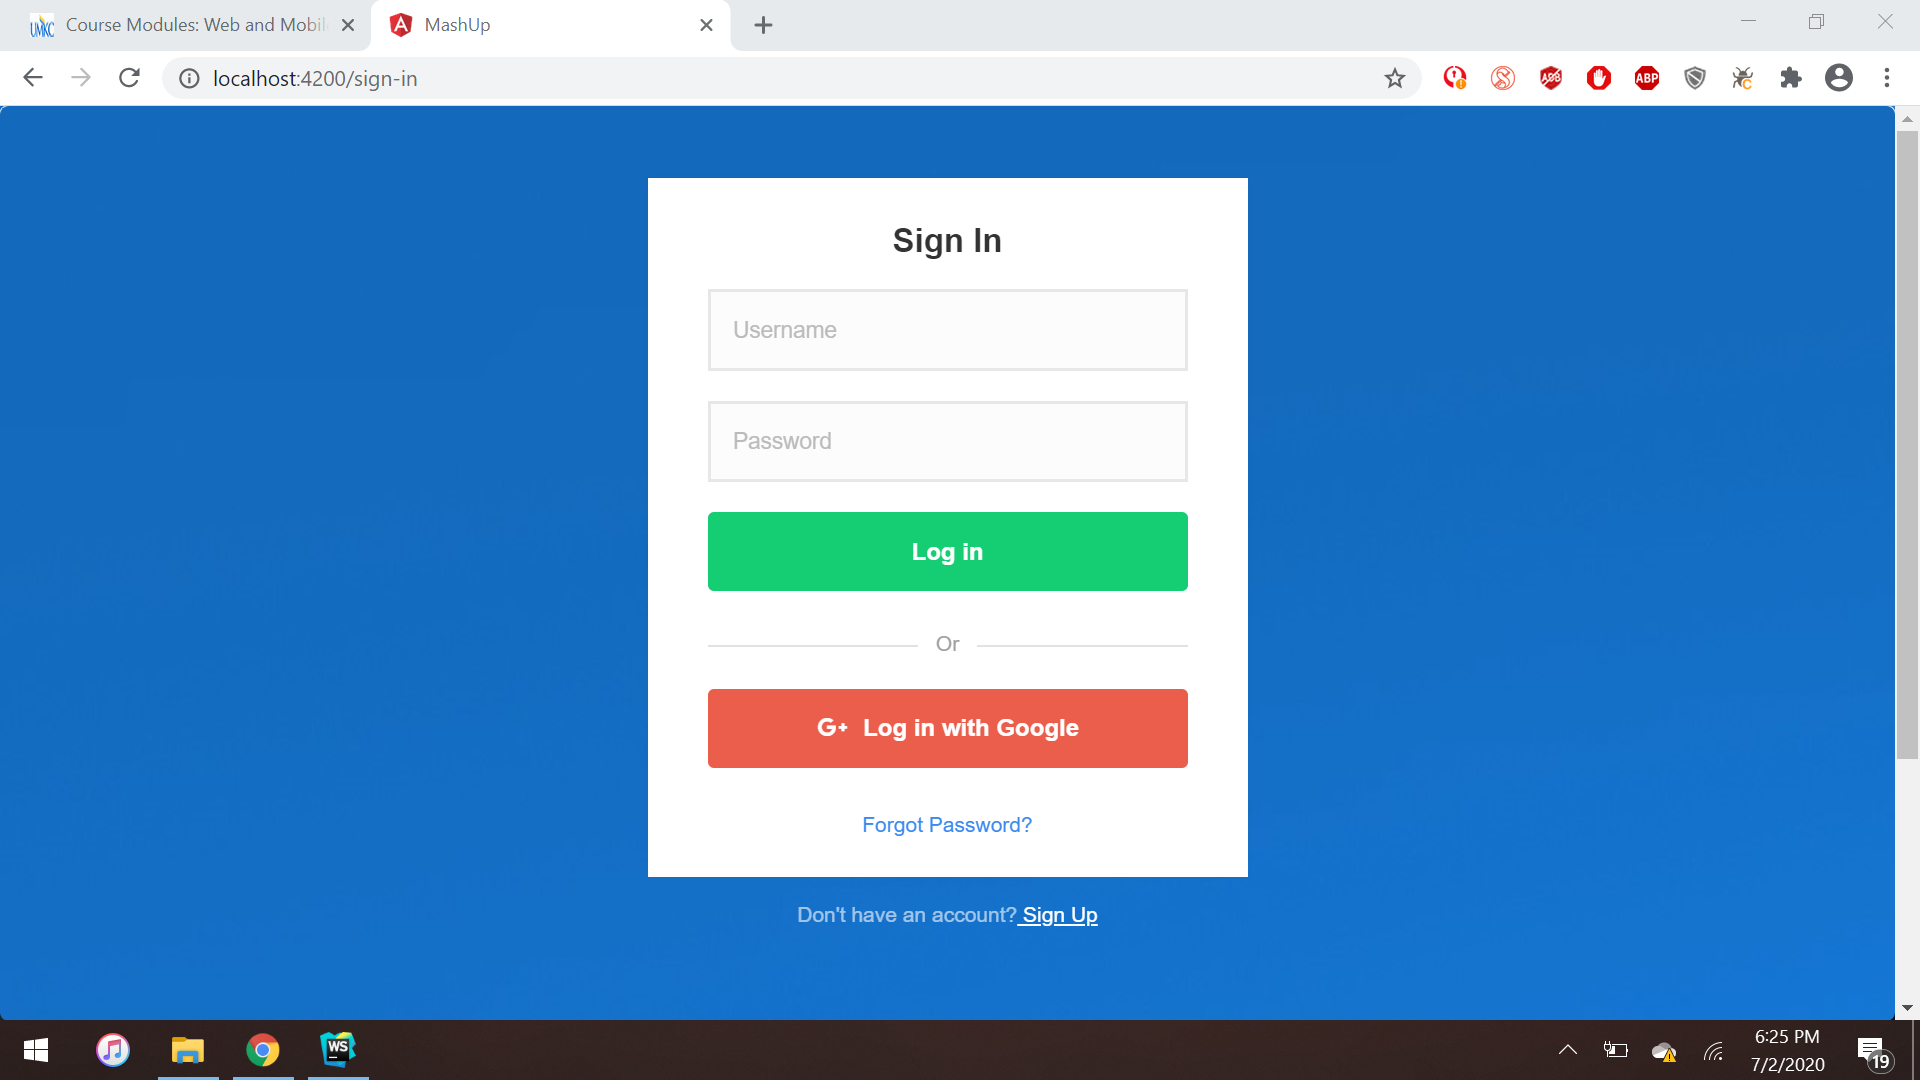 UMKC Course Modules: Web and Mobil
MashUp
localhost:4200/sign-in
ABP
Sign In
Username
Password
Log in
Or
G+ Log in with Google
Forgot Password?
Don't have an account? Sign Up
WS
6:25 PM
7/2/2020
19